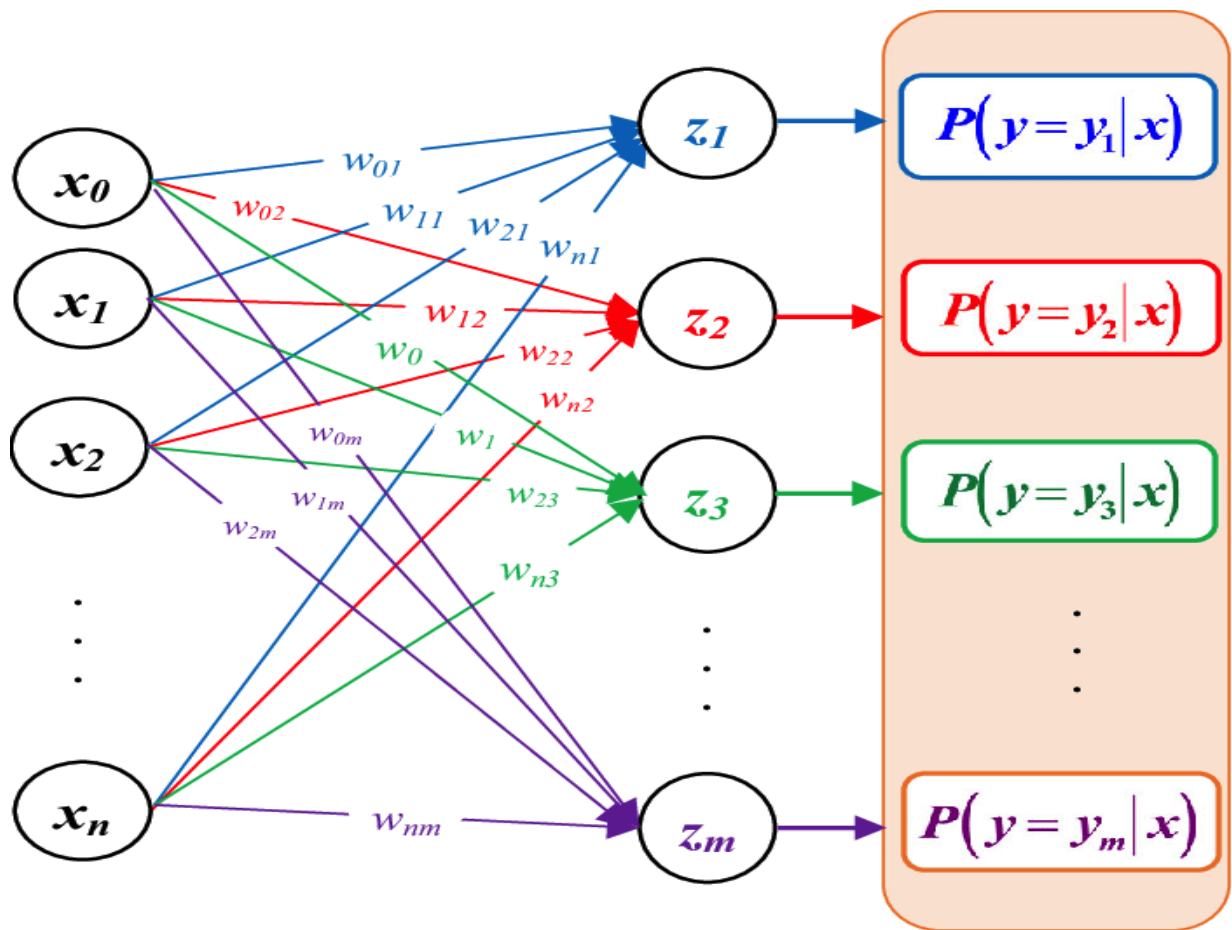 x0
x1
x2
xn
w01
w02
w11
w21
wn1
w12
w0
w22
wn2
w0m
w1
w1m
w23
w2m
wn3
wnm
z1
z2
z3
zm
P(y = y1|x)
P(y = y2|x)
P(y = y3|x)
P(y = ym|x)